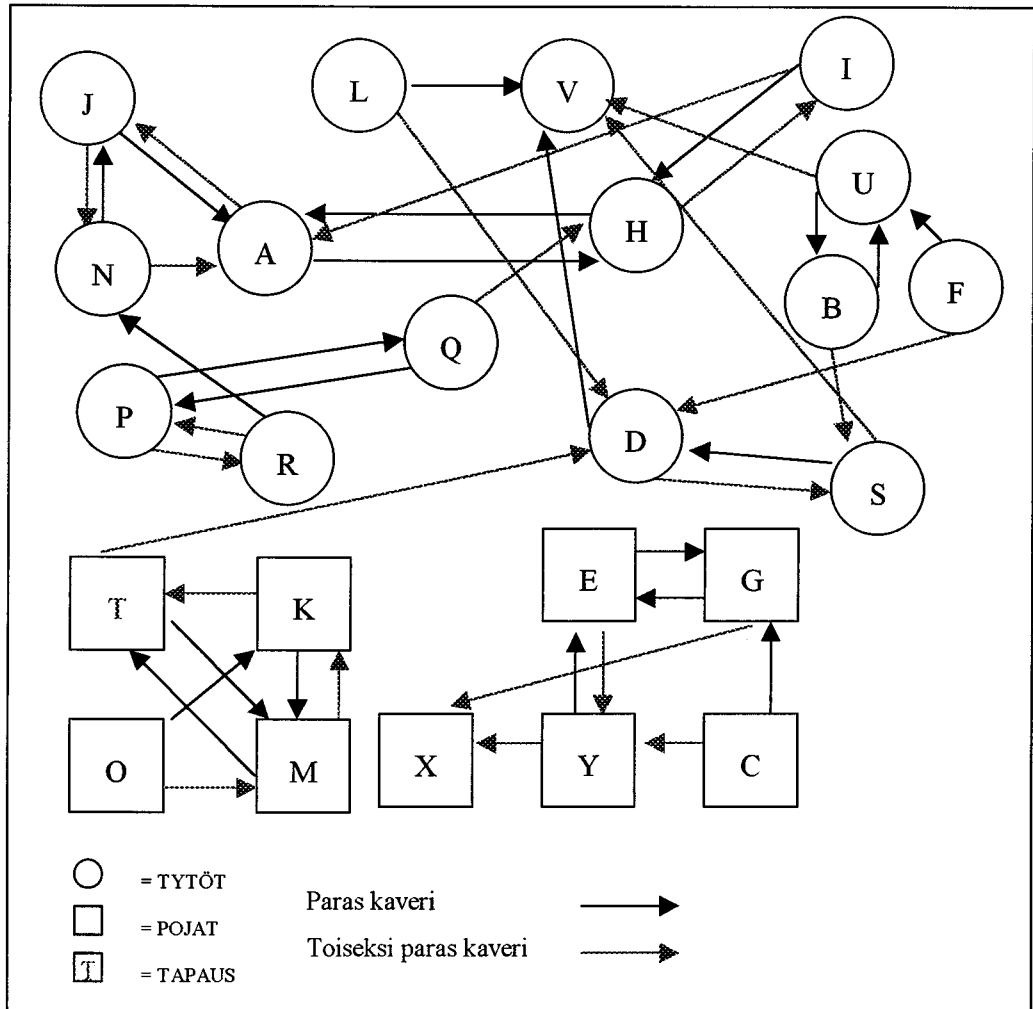 J
L
V
I
U
A
H
N
B
F
Q
P
D
R
S
E
G
T
K
O
M
X
Y
C
= TYTÖT
Paras kaveri
= POJAT
Toiseksi paras kaveri
T = TAPAUS